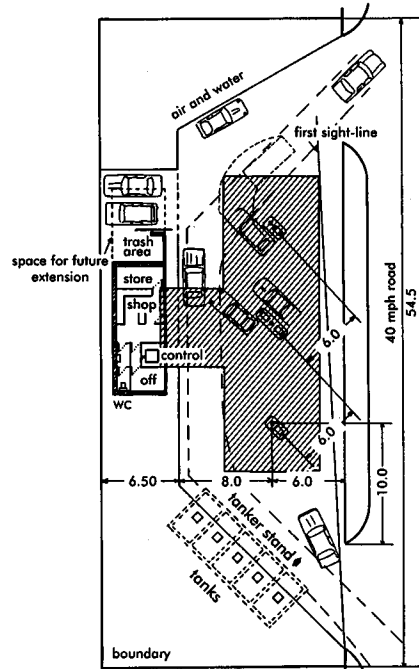 air and water
first sight-line
trash
area
space for future
extension
store
shop
control
off
WC
6.0
6.0
40 mph road
54.5
6.50
8.0
6.0
10.0
tanker stand
tanks
boundary